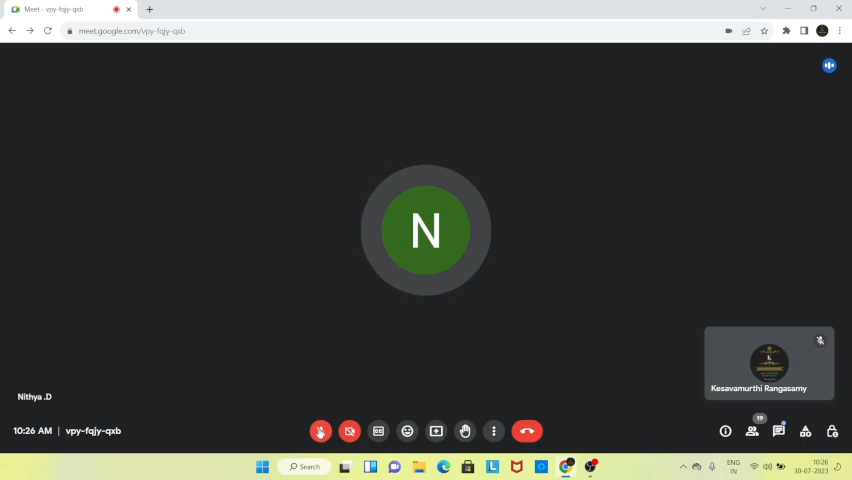 Meet - vpy-fqjy-qxb
meet.google.com/vpy-fqjy-qxb
N
K
Kesavamurthi Rangasamy
Nithya .D
10:26 AM | vpy-fqjy-qxb
19
Search
L
ENG
IN
10:26
30-07-2023